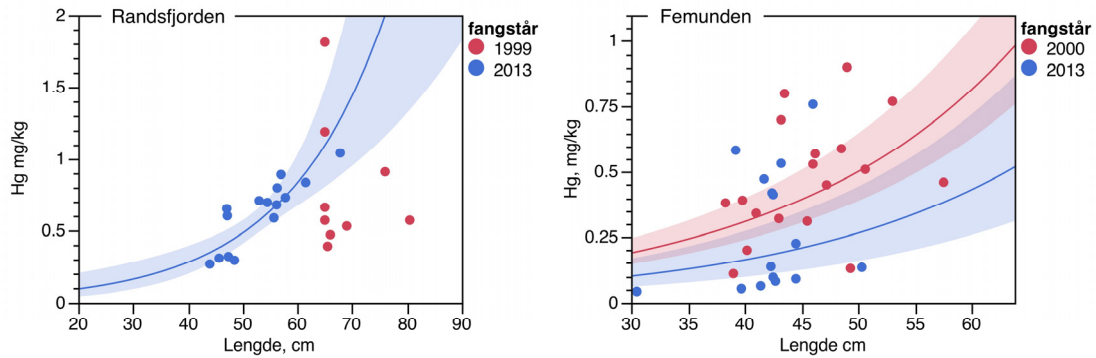 Randsfjorden
fangstår
1999
2013
2
1.5
1
0.5
0
Hg mg/kg
20 30 40 50 60 70 80 90
Lengde, cm
Femunden
fangstår
2000
2013
1
0.75
0.5
0.25
0
Hg, mg/kg
30 35 40 45 50 55 60
Lengde cm